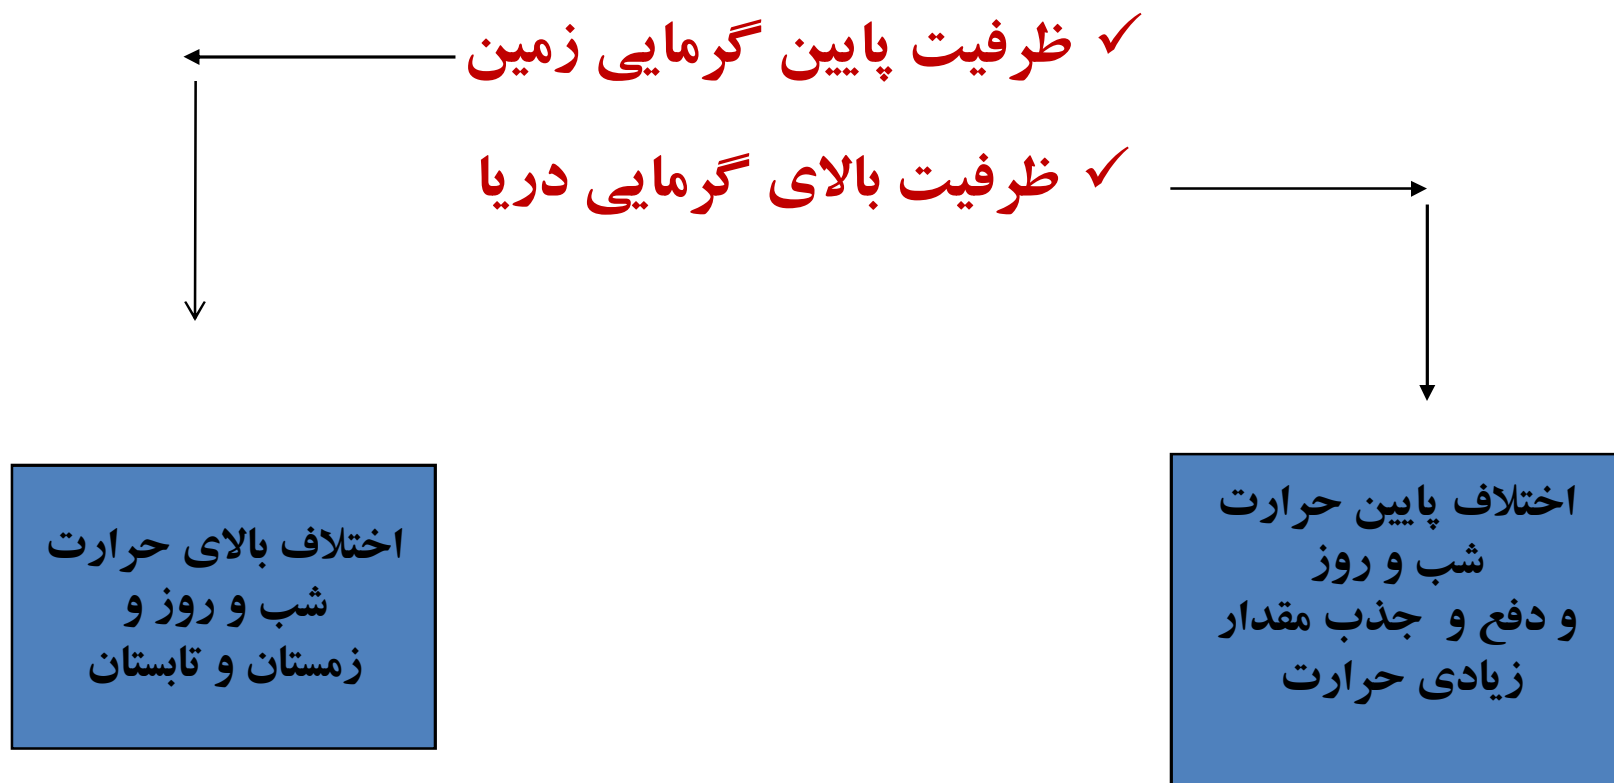 ✓ ظرفیت پایین گرمایی زمین
✓ ظرفیت بالای گرمایی دریا
اختلاف پایین حرارت
شب و روز
و دفع و جذب مقدار
زیادی حرارت
اختلاف بالای حرارت
شب و روز و
زمستان و تابستان